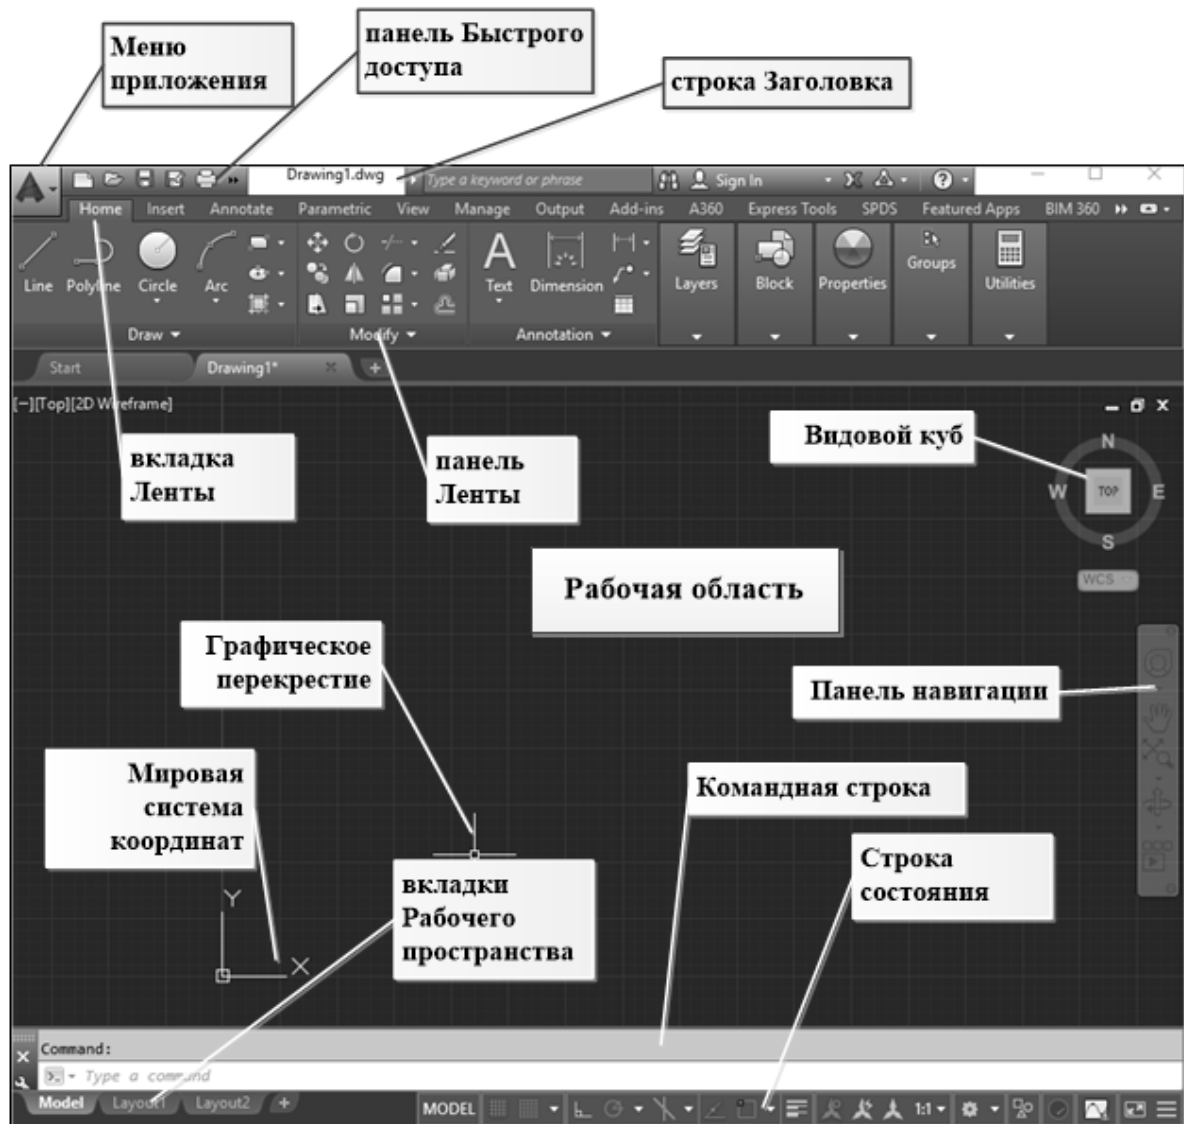 Меню
приложения
панель Быстрого
доступа
строка Заголовка
Drawing1.dwg
Type a keyword or phrase
Sign In
Home Insert Annotate Parametric View Manage Output Add-ins A360 Express Tools SPDS Featured Apps BIM 360
Line Polyline Circle Arc
Text Dimension
Layers Block Properties Groups Utilities
Draw Modify Annotation
Start Drawing1*
[−][Top][2D Wireframe]
вкладка
Ленты
панель
Ленты
Видовой куб
N
W TOP E
S
WCS
Рабочая область
Графическое
перекрестие
Панель навигации
Мировая
система
координат
Командная строка
Строка
состояния
вкладки
Рабочего
пространства
Y
X
Command:
Type a command
Model Layout1 Layout2 +
MODEL 1:1